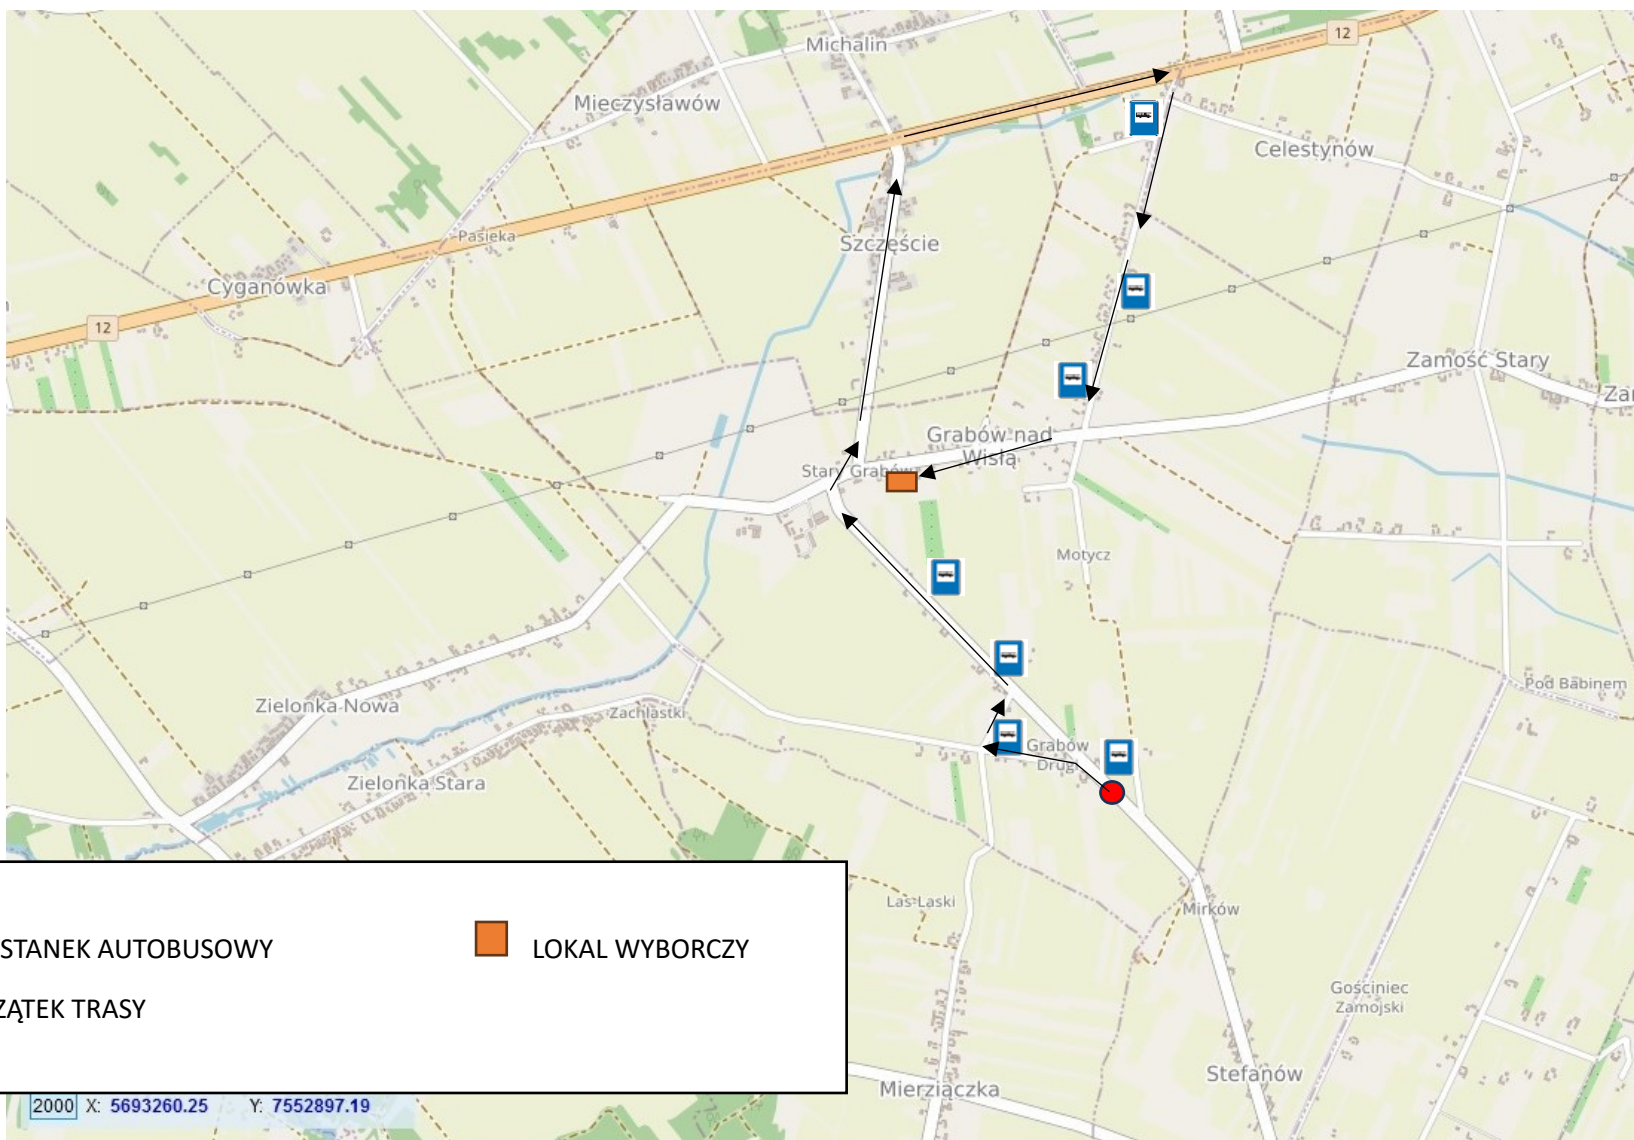 Michalin
12
Mieczysławów
Celestynów
Pasieka
Szczęście
Cyganówka
12
Zamość Stary
Zar
Grabów nad
Wisłą
Stary Grabów
Motycz
Pod Babinem
Zielonka Nowa
Zachlastki
Grabów
Drugi
Zielonka Stara
Las-Laski
Mirków
STANEK AUTOBUSOWY
LOKAL WYBORCZY
ZĄTEK TRASY
Gościniec
Zamojski
Stefanów
Mierziączka
2000 X: 5693260.25 Y: 7552897.19